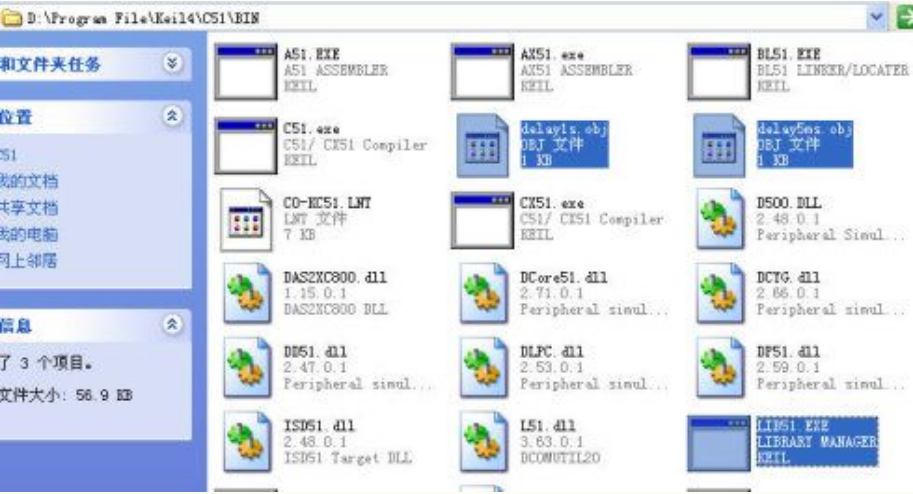 D:\Program File\Keil4\C51\BIN
和文件夹任务
位置
C51
我的文档
共享文档
我的电脑
网上邻居
信息
了 3 个项目。
文件大小: 56.9 KB
A51.EXE
A51 ASSEMBLER
KEIL
AX51.exe
AX51 ASSEMBLER
KEIL
BL51.EXE
BL51 LINKER/LOCATER
KEIL
C51.exe
C51/ CX51 Compiler
KEIL
delay1s.obj
OBJ 文件
1 KB
delay5ms.obj
OBJ 文件
1 KB
CO-KC51.LNT
LNT 文件
7 KB
CX51.exe
C51/ CX51 Compiler
KEIL
D500.DLL
2.48.0.1
Peripheral Simul...
DAS2XC800.dll
1.15.0.1
DAS2XC800 DLL
DCore51.dll
2.71.0.1
Peripheral simul...
DCYG.dll
2.66.0.1
Peripheral simul...
DD51.dll
2.47.0.1
Peripheral simul...
DLPC.dll
2.53.0.1
Peripheral simul...
DP51.dll
2.59.0.1
Peripheral simul...
ISD51.dll
2.48.0.1
ISD51 Target DLL
L51.dll
3.63.0.1
DCOMUTIL20
LIB51.EXE
LIBRARY MANAGER
KEIL